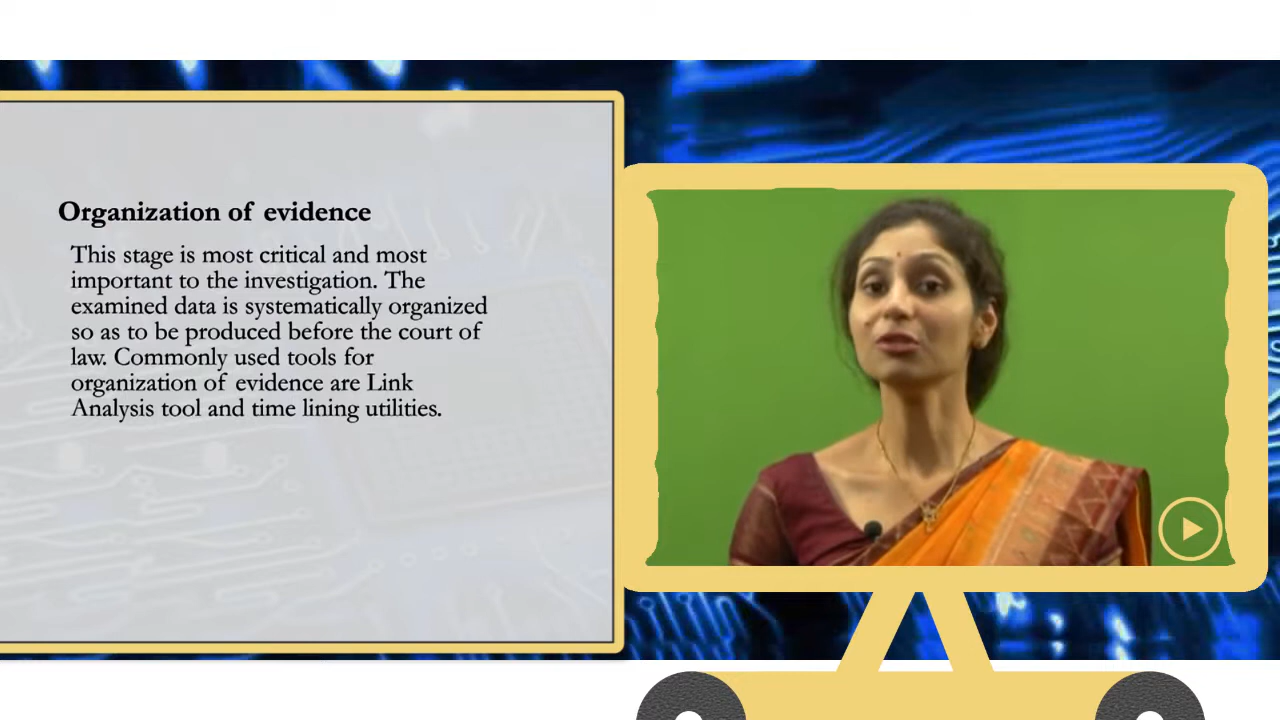 Organization of evidence
This stage is most critical and most
important to the investigation. The
examined data is systematically organized
so as to be produced before the court of
law. Commonly used tools for
organization of evidence are Link
Analysis tool and time lining utilities.